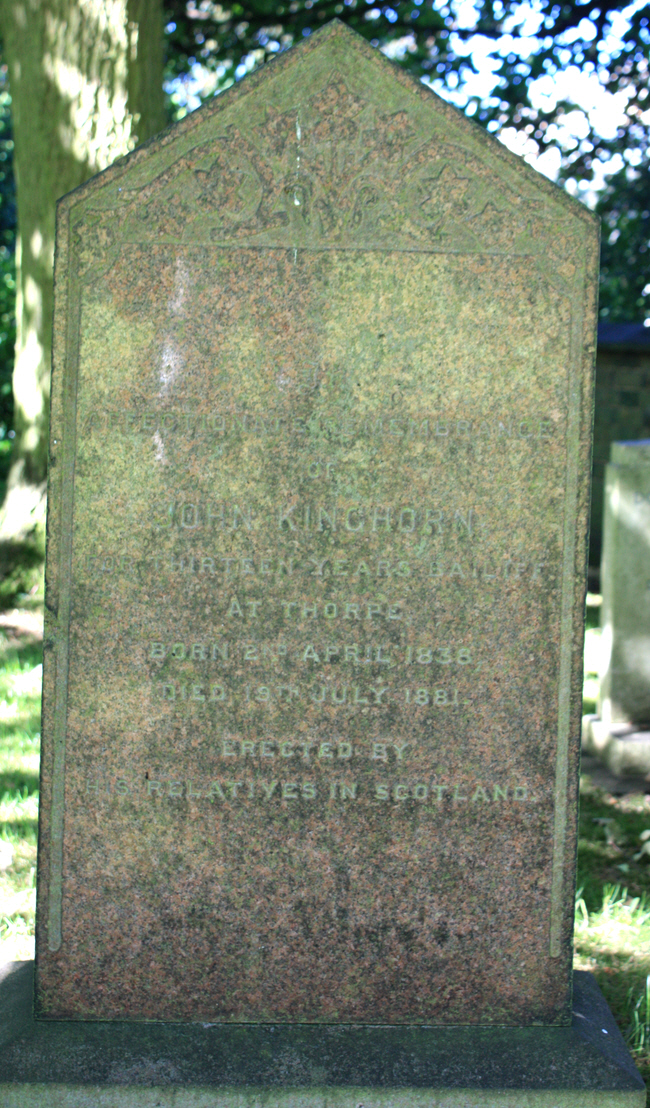 AFFECTIONATE REMEMBRANCE
OF
JOHN KINGHORN,
FOR THIRTEEN YEARS BAILIFF
AT THORPE,
BORN 2ND APRIL 1838,
DIED 19TH JULY 1881.
ERECTED BY
HIS RELATIVES IN SCOTLAND.